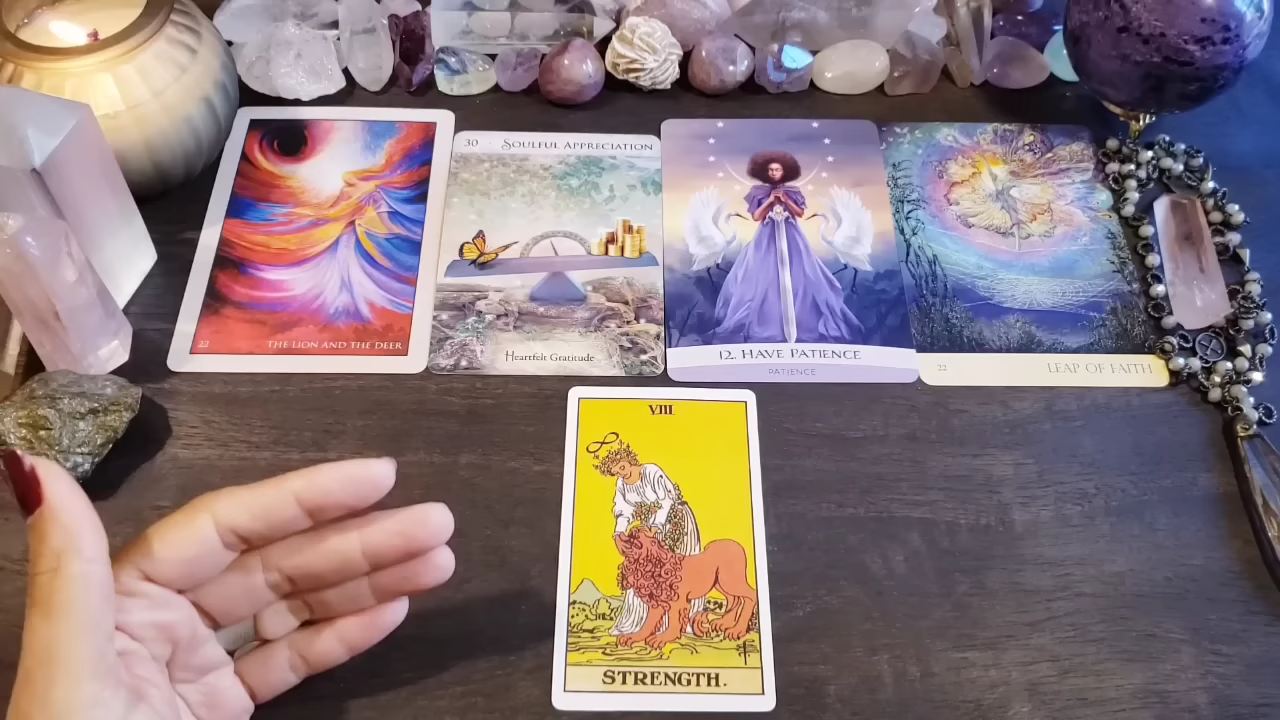 22 THE LION AND THE DEER
30 SOULFUL APPRECIATION
Heartfelt Gratitude
12. HAVE PATIENCE
PATIENCE
22 LEAP OF FAITH
VIII
STRENGTH.